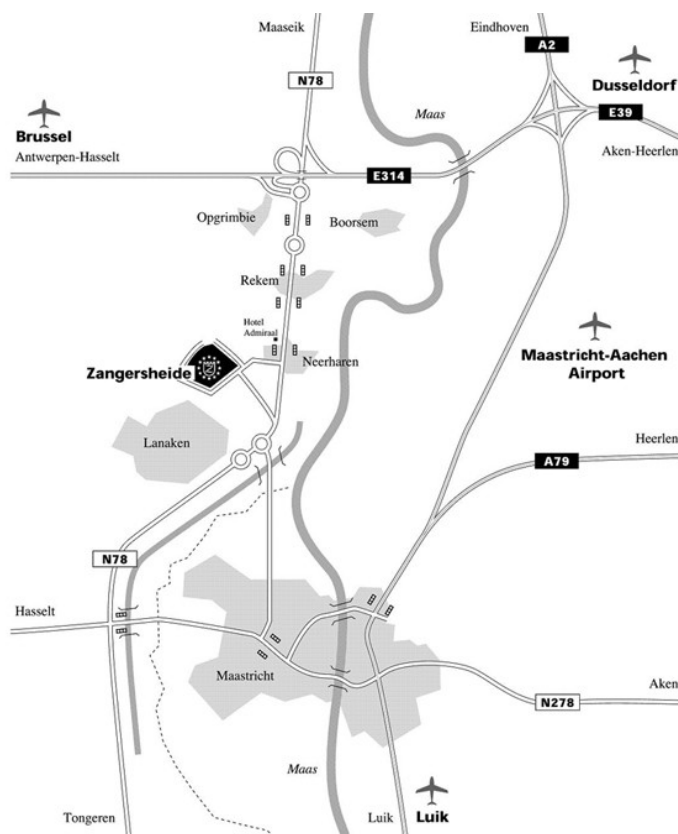 Maaseik
Eindhoven
A2
N78
Dusseldorf
Maas
E39
Brussel
Antwerpen-Hasselt
Aken-Heerlen
E314
Opgrimbie
Boorsem
Rekem
Hotel
Admiraal
Maastricht-Aachen
Airport
Neerharen
Zangersheide
Lanaken
Heerlen
A79
N78
Hasselt
Maastricht
Aken
N278
Maas
Tongeren
Luik
Luik